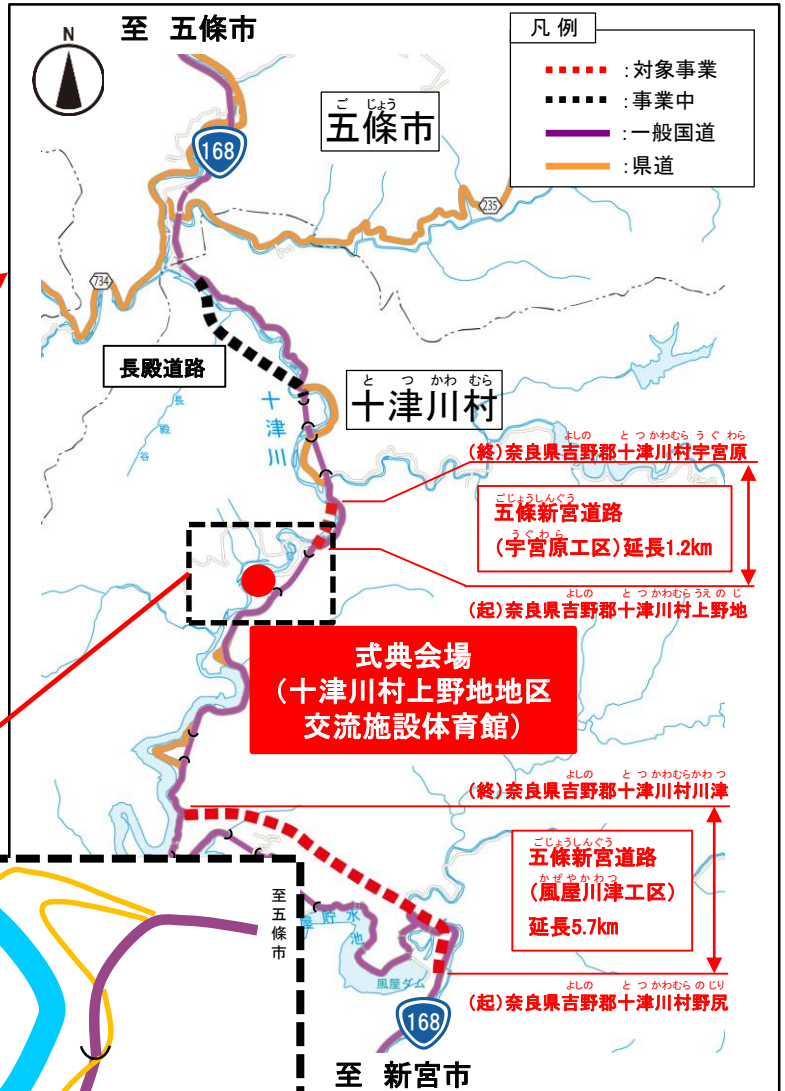 至 五條市
N
凡例
:対象事業
:事業中
:一般国道
:県道
168
ご じょう
五條市
235
734
長殿道路
長殿谷
十津川
と つ かわ むら
十津川村
よしの とつかわむら うぐわら
(終)奈良県吉野郡十津川村宇宮原
ごじょうしんぐう
五條新宮道路
うぐわら
(宇宮原工区)延長1.2km
よしの とつかわむらうえのじ
(起)奈良県吉野郡十津川村上野地
式典会場
(十津川村上野地地区
交流施設体育館)
よしの とつかわむらかわつ
(終)奈良県吉野郡十津川村川津
ごじょうしんぐう
五條新宮道路
かぜやかわつ
(風屋川津工区)
延長5.7km
至五條市
貯水池
風屋ダム
よしの とつかわむらのじり
(起)奈良県吉野郡十津川村野尻
168
至 新宮市